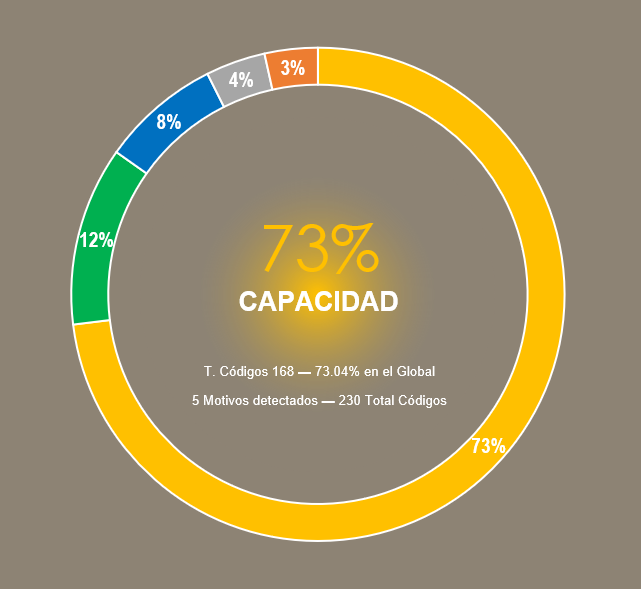 3%
4%
8%
12%
73%
CAPACIDAD
T. Códigos 168 — 73.04% en el Global
5 Motivos detectados — 230 Total Códigos
73%